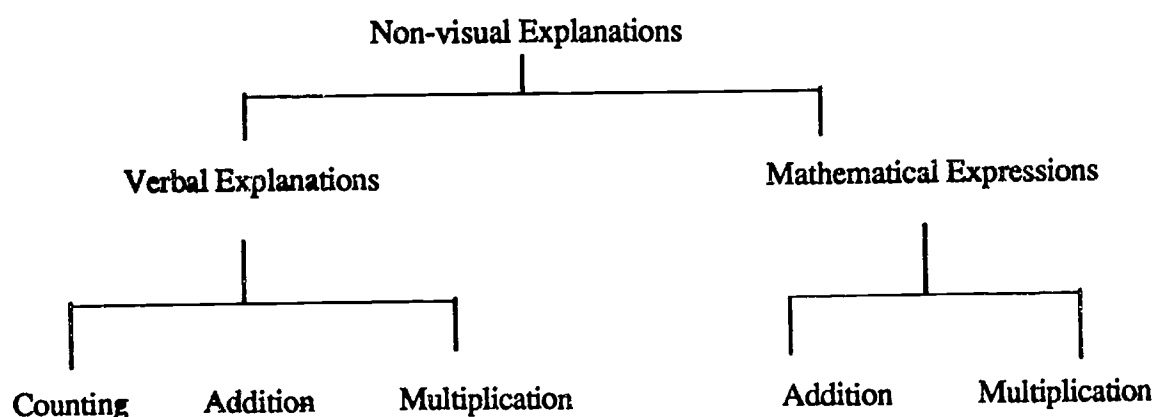 Non-visual Explanations
Verbal Explanations
Mathematical Expressions
Counting Addition Multiplication Addition Multiplication